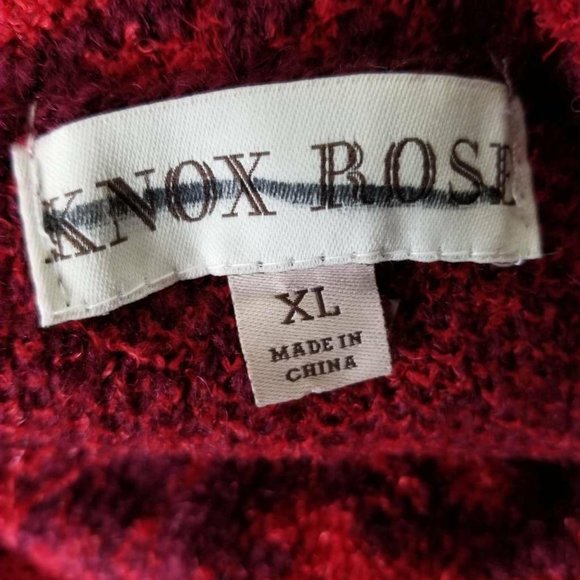 KNOX ROSE
XL
MADE IN
CHINA